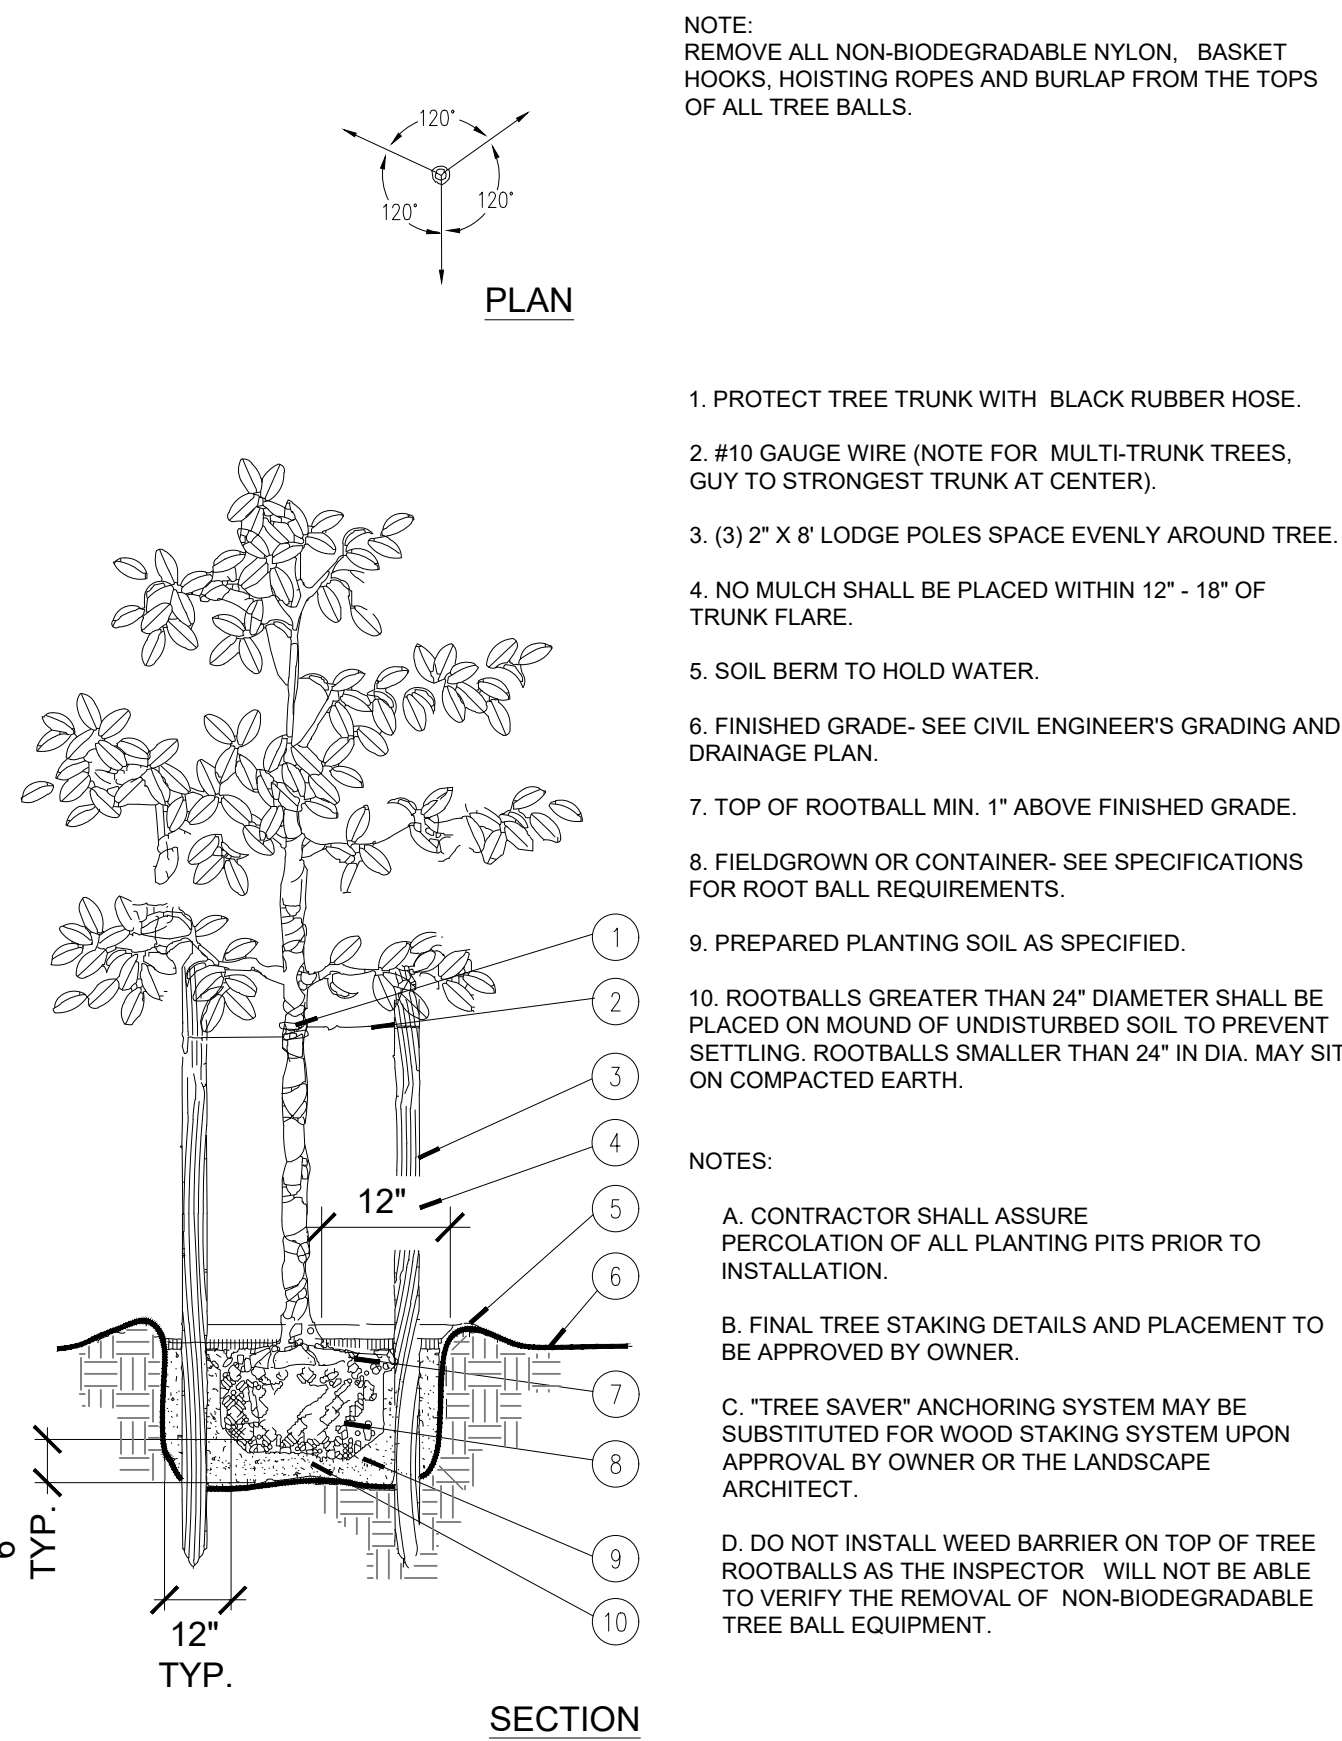 NOTE:
REMOVE ALL NON-BIODEGRADABLE NYLON, BASKET
HOOKS, HOISTING ROPES AND BURLAP FROM THE TOPS
OF ALL TREE BALLS.
120°
120°
120°
PLAN
1. PROTECT TREE TRUNK WITH BLACK RUBBER HOSE.
2. #10 GAUGE WIRE (NOTE FOR MULTI-TRUNK TREES,
GUY TO STRONGEST TRUNK AT CENTER).
3. (3) 2" X 8' LODGE POLES SPACE EVENLY AROUND TREE.
4. NO MULCH SHALL BE PLACED WITHIN 12" - 18" OF
TRUNK FLARE.
5. SOIL BERM TO HOLD WATER.
6. FINISHED GRADE- SEE CIVIL ENGINEER'S GRADING AND
DRAINAGE PLAN.
7. TOP OF ROOTBALL MIN. 1" ABOVE FINISHED GRADE.
8. FIELDGROWN OR CONTAINER- SEE SPECIFICATIONS
FOR ROOT BALL REQUIREMENTS.
9. PREPARED PLANTING SOIL AS SPECIFIED.
10. ROOTBALLS GREATER THAN 24" DIAMETER SHALL BE
PLACED ON MOUND OF UNDISTURBED SOIL TO PREVENT
SETTLING. ROOTBALLS SMALLER THAN 24" IN DIA. MAY SIT
ON COMPACTED EARTH.
NOTES:
A. CONTRACTOR SHALL ASSURE
PERCOLATION OF ALL PLANTING PITS PRIOR TO
INSTALLATION.
B. FINAL TREE STAKING DETAILS AND PLACEMENT TO
BE APPROVED BY OWNER.
C. "TREE SAVER" ANCHORING SYSTEM MAY BE
SUBSTITUTED FOR WOOD STAKING SYSTEM UPON
APPROVAL BY OWNER OR THE LANDSCAPE
ARCHITECT.
D. DO NOT INSTALL WEED BARRIER ON TOP OF TREE
ROOTBALLS AS THE INSPECTOR WILL NOT BE ABLE
TO VERIFY THE REMOVAL OF NON-BIODEGRADABLE
TREE BALL EQUIPMENT.
1
2
3
4
12"
5
6
7
8
9
10
TYP.
12"
TYP.
SECTION